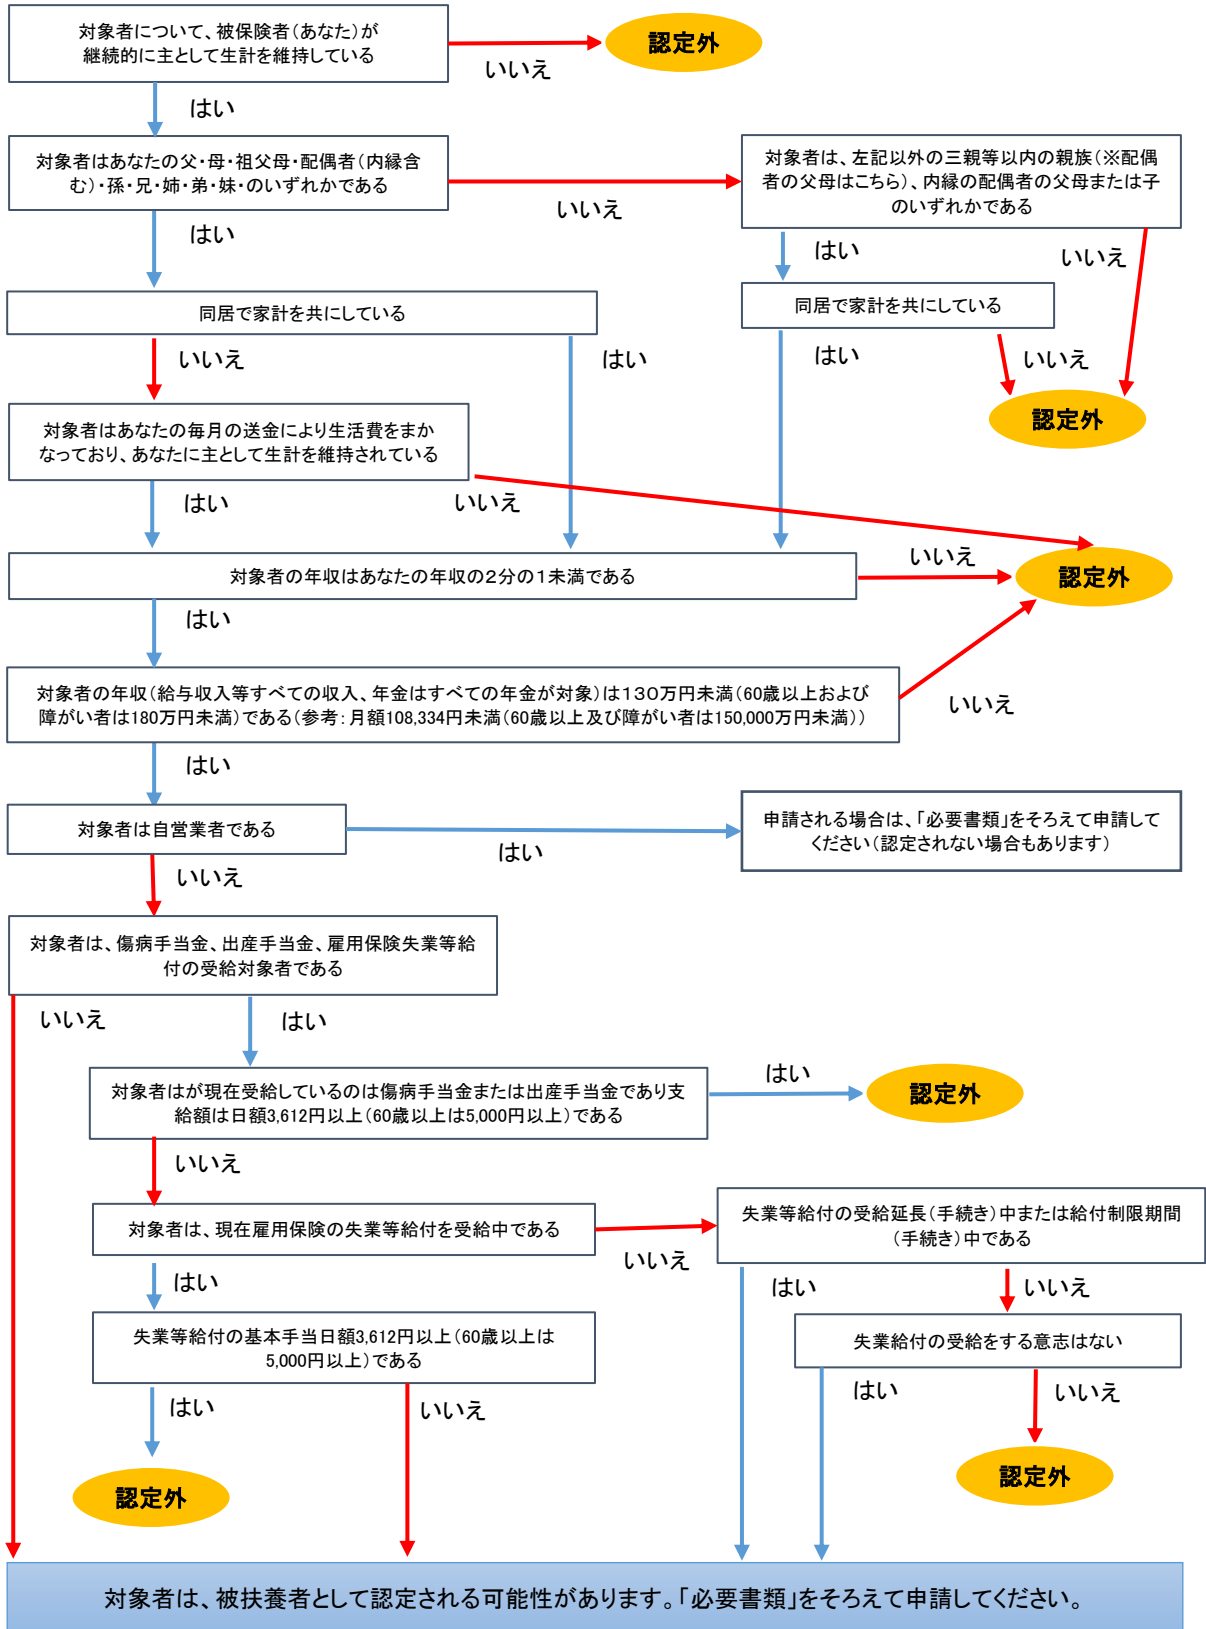 対象者について、被保険者(あなた)が
継続的に主として生計を維持している
認定外
いいえ
はい
対象者はあなたの父・母・祖父母・配偶者(内縁含
む)・孫・兄・姉・弟・妹・のいずれかである
対象者は、左記以外の三親等以内の親族(※配偶
者の父母はこちら)、内縁の配偶者の父母または子
のいずれかである
いいえ
はい
はい
いいえ
同居で家計を共にしている
同居で家計を共にしている
いいえ
はい
はい
いいえ
認定外
対象者はあなたの毎月の送金により生活費をまか
なっており、あなたに主として生計を維持されている
はい
いいえ
対象者の年収はあなたの年収の2分の1未満である
いいえ
認定外
はい
対象者の年収(給与収入等すべての収入、年金はすべての年金が対象)は130万円未満(60歳以上および
障がい者は180万円未満)である(参考:月額108,334円未満(60歳以上及び障がい者は150,000万円未満))
いいえ
はい
対象者は自営業者である
申請される場合は、「必要書類」をそろえて申請して
ください(認定されない場合もあります)
はい
いいえ
対象者は、傷病手当金、出産手当金、雇用保険失業等給
付の受給対象者である
いいえ
はい
対象者はが現在受給しているのは傷病手当金または出産手当金であり支
給額は日額3,612円以上(60歳以上は5,000円以上)である
はい
認定外
いいえ
対象者は、現在雇用保険の失業等給付を受給中である
失業等給付の受給延長(手続き)中または給付制限期間
(手続き)中である
いいえ
はい
はい
いいえ
失業等給付の基本手当日額3,612円以上(60歳以上は
5,000円以上)である
失業給付の受給をする意志はない
はい
いいえ
はい
いいえ
認定外
認定外
対象者は、被扶養者として認定される可能性があります。「必要書類」をそろえて申請してください。